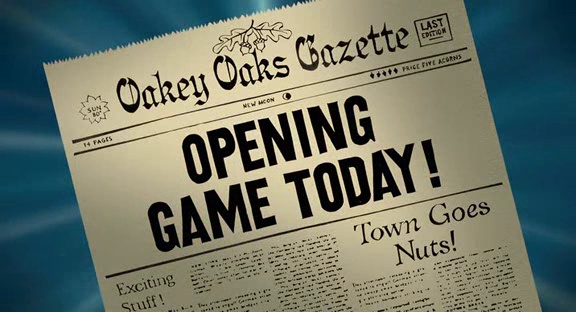 Oakey Oaks Gazette
LAST
EDITION
SUN
80°
NEW MOON
PRICE FIVE ACORNS
14 PAGES
OPENING
GAME TODAY!
Town Goes
Nuts!
Exciting
Stuff!